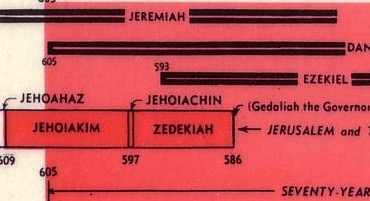 JEREMIAH
DAN
605
593
EZEKIEL
JEHOAHAZ
JEHOIACHIN
(Gedaliah the Governor
JEHOIAKIM
ZEDEKIAH
JERUSALEM and
609
597
586
605
SEVENTY-YEAR